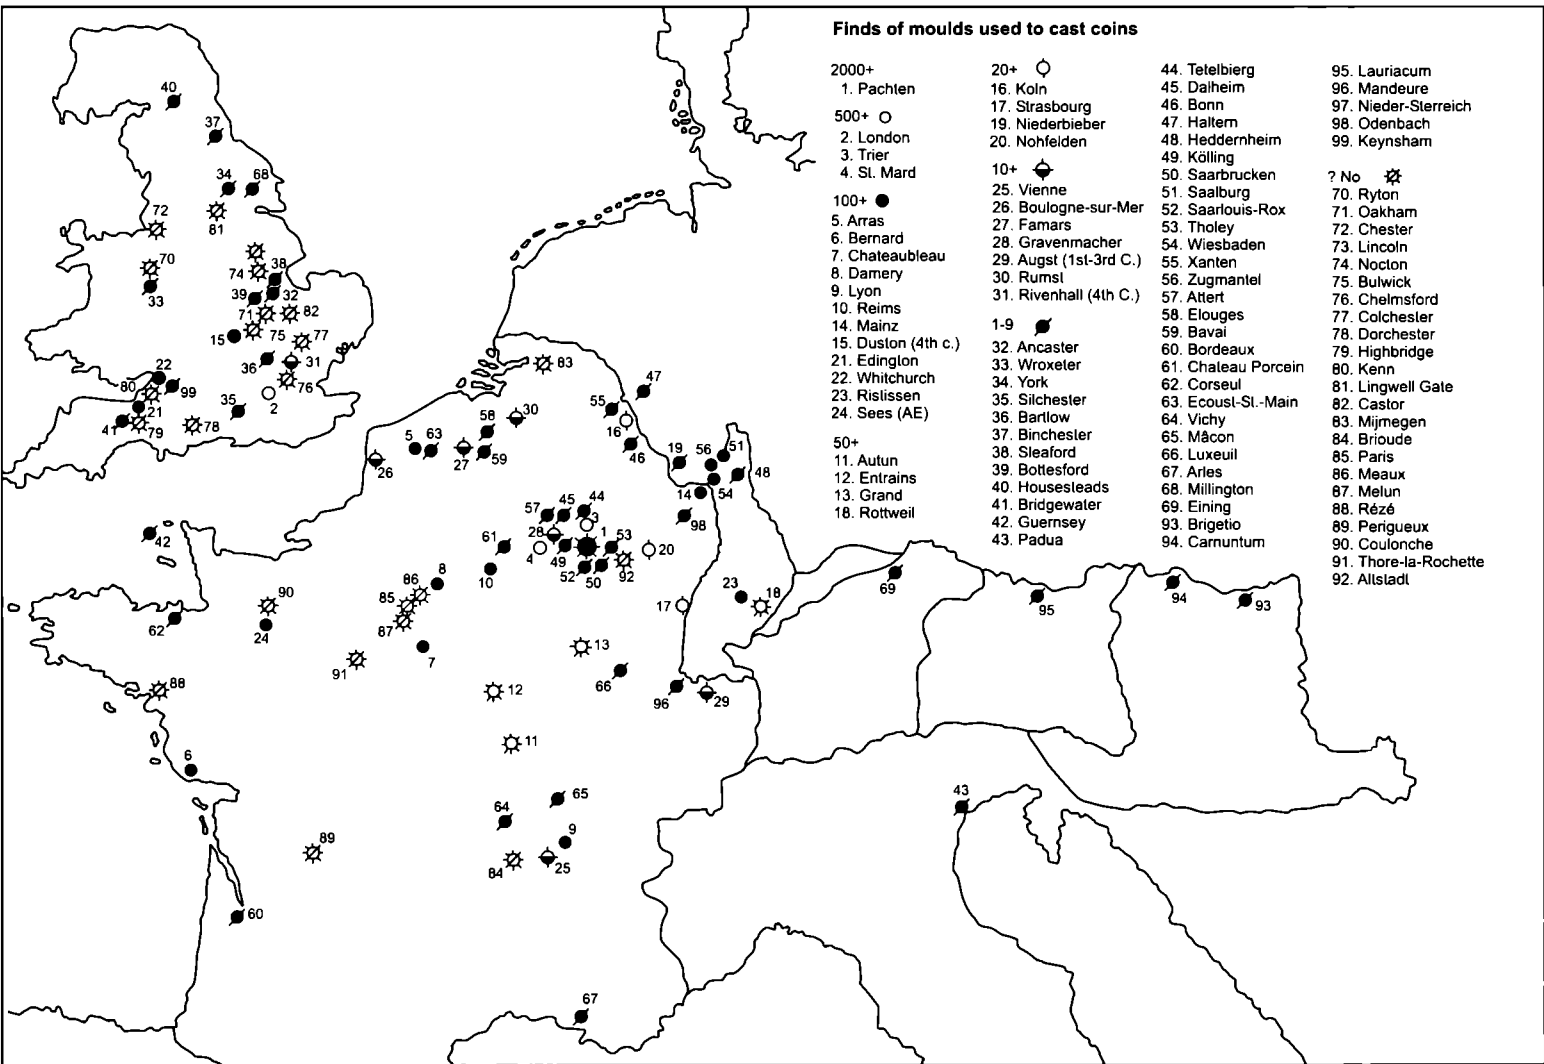 Finds of moulds used to cast coins
2000+
1. Pachten
500+
2. London
3. Trier
4. St. Mard
100+
5. Arras
6. Bernard
7. Chateaubleau
8. Damery
9. Lyon
10. Reims
14. Mainz
15. Duston (4th c.)
21. Edington
22. Whitchurch
23. Rislissen
24. Sees (AE)
50+
11. Autun
12. Entrains
13. Grand
18. Rottweil
20+
16. Koln
17. Strasbourg
19. Niederbieber
20. Nohfelden
10+
25. Vienne
26. Boulogne-sur-Mer
27. Famars
28. Gravenmacher
29. Augst (1st-3rd C.)
30. Rumst
31. Rivenhall (4th C.)
1-9
32. Ancaster
33. Wroxeter
34. York
35. Silchester
36. Bartlow
37. Binchester
38. Sleaford
39. Bottesford
40. Housesteads
41. Bridgewater
42. Guernsey
43. Padua
44. Tetelbierg
45. Dalheim
46. Bonn
47. Haltern
48. Heddernheim
49. Kölling
50. Saarbrucken
51. Saalburg
52. Saarlouis-Rox
53. Tholey
54. Wiesbaden
55. Xanten
56. Zugmantel
57. Attert
58. Elouges
59. Bavai
60. Bordeaux
61. Chateau Porcein
62. Corseul
63. Ecoust-St.-Main
64. Vichy
65. Mâcon
66. Luxeuil
67. Arles
68. Millington
69. Eining
93. Brigetio
94. Carnuntum
95. Lauriacum
96. Mandeure
97. Nieder-Sterreich
98. Odenbach
99. Keynsham
? No
70. Ryton
71. Oakham
72. Chester
73. Lincoln
74. Nocton
75. Bulwick
76. Chelmsford
77. Colchester
78. Dorchester
79. Highbridge
80. Kenn
81. Lingwell Gate
82. Castor
83. Mijmegen
84. Brioude
85. Paris
86. Meaux
87. Melun
88. Rézé
89. Perigueux
90. Coulonche
91. Thore-la-Rochette
92. Allstadt
40
37
34 68
81
72
70
33
74
38
39 32
71 82
15 75 77
36 31
76
2
22
80 99
21
41 79
78
35
83
47
55
16
46
30
58
5 63
27 59
26
19 56 51
48
54
14
98
57 45 44
3
28 1 53
61
4 49
20
52 50 92
10
8
86
85
87
7
91
90
24
42
62
88
17
23 18
13
66
96 29
12
11
6
65
64
9
84 25
89
60
67
69
95
94 93
43